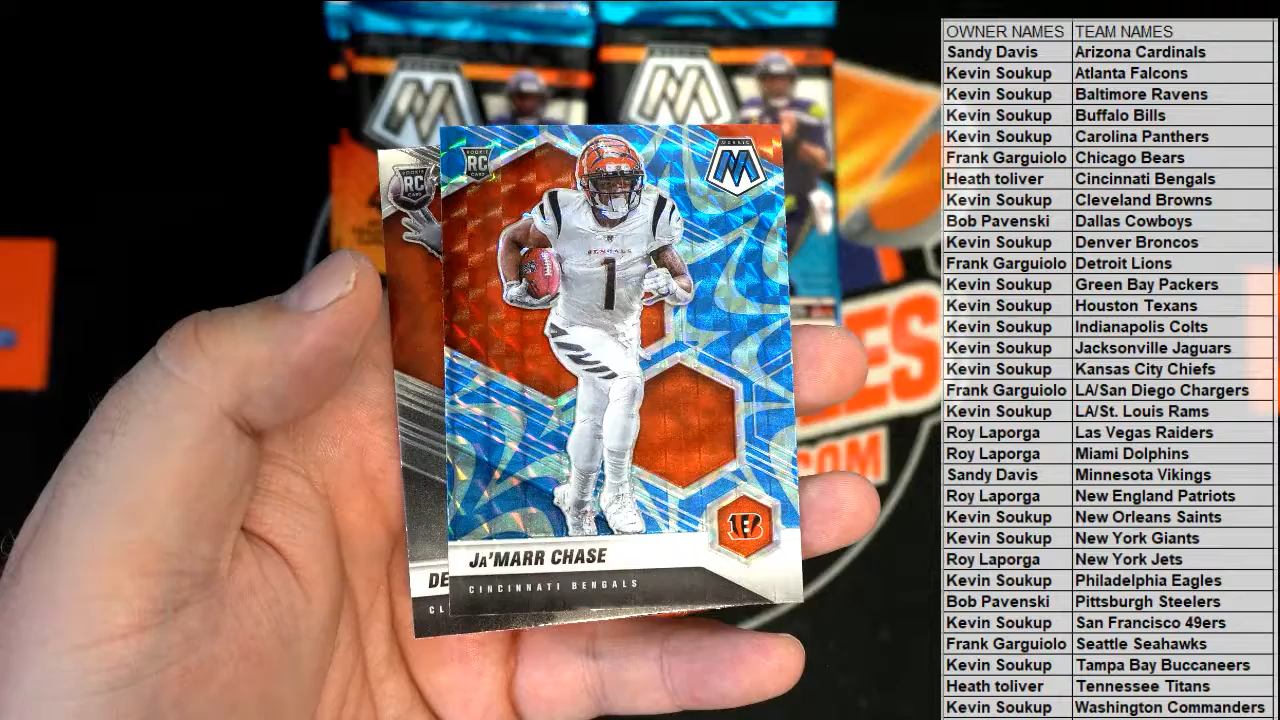 ROOKIE
RC
CARD
ROOKIE
RC
CARD
MOSAIC
BENGALS
1
B
JA'MARR CHASE
CINCINNATI BENGALS
DE
CL
ES
.COM
OWNER NAMES TEAM NAMES
Sandy Davis Arizona Cardinals
Kevin Soukup Atlanta Falcons
Kevin Soukup Baltimore Ravens
Kevin Soukup Buffalo Bills
Kevin Soukup Carolina Panthers
Frank Garguiolo Chicago Bears
Heath toliver Cincinnati Bengals
Kevin Soukup Cleveland Browns
Bob Pavenski Dallas Cowboys
Kevin Soukup Denver Broncos
Frank Garguiolo Detroit Lions
Kevin Soukup Green Bay Packers
Kevin Soukup Houston Texans
Kevin Soukup Indianapolis Colts
Kevin Soukup Jacksonville Jaguars
Kevin Soukup Kansas City Chiefs
Frank Garguiolo LA/San Diego Chargers
Kevin Soukup LA/St. Louis Rams
Roy Laporga Las Vegas Raiders
Roy Laporga Miami Dolphins
Sandy Davis Minnesota Vikings
Roy Laporga New England Patriots
Kevin Soukup New Orleans Saints
Kevin Soukup New York Giants
Roy Laporga New York Jets
Kevin Soukup Philadelphia Eagles
Bob Pavenski Pittsburgh Steelers
Kevin Soukup San Francisco 49ers
Frank Garguiolo Seattle Seahawks
Kevin Soukup Tampa Bay Buccaneers
Heath toliver Tennessee Titans
Kevin Soukup Washington Commanders